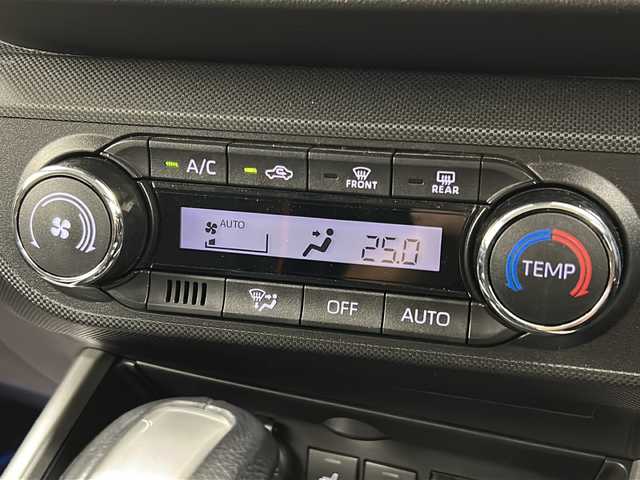 A/C
FRONT
REAR
AUTO
25.0
TEMP
OFF
AUTO